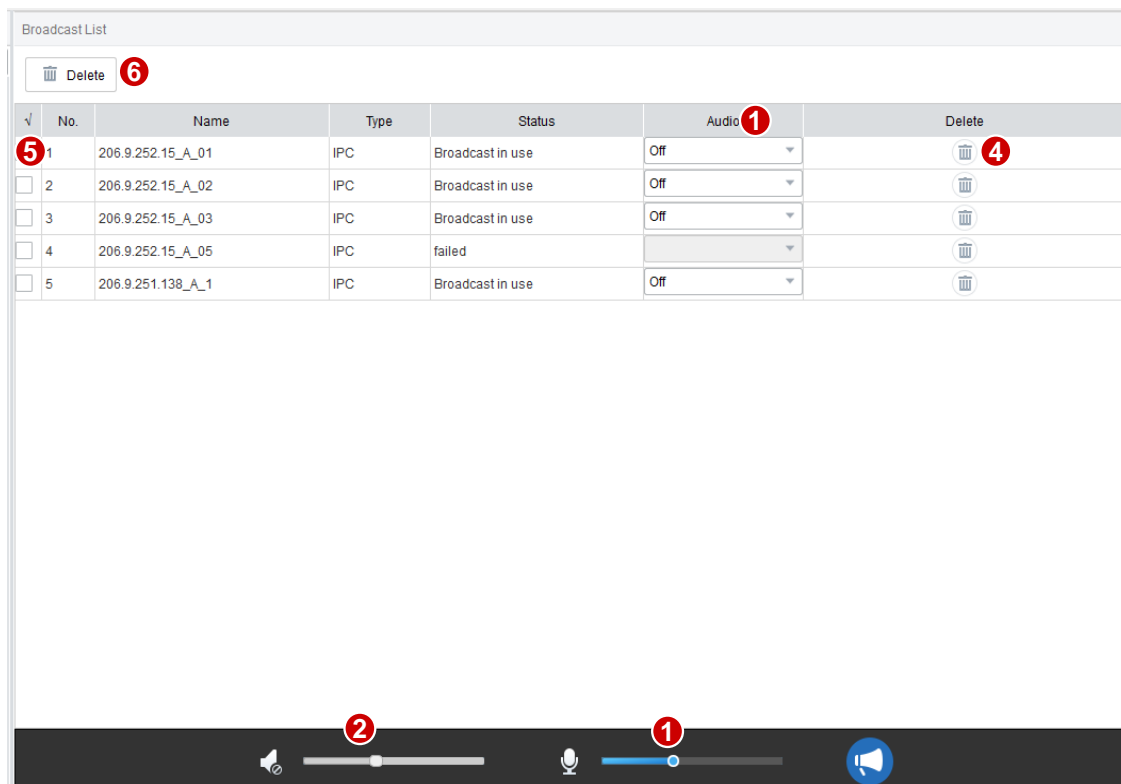 Broadcast List
Delete 6
√ No. Name Type Status Audio 1 Delete
5 1 206.9.252.15_A_01 IPC Broadcast in use Off 4
2 206.9.252.15_A_02 IPC Broadcast in use Off
3 206.9.252.15_A_03 IPC Broadcast in use Off
4 206.9.252.15_A_05 IPC failed
5 206.9.251.138_A_1 IPC Broadcast in use Off
2 1